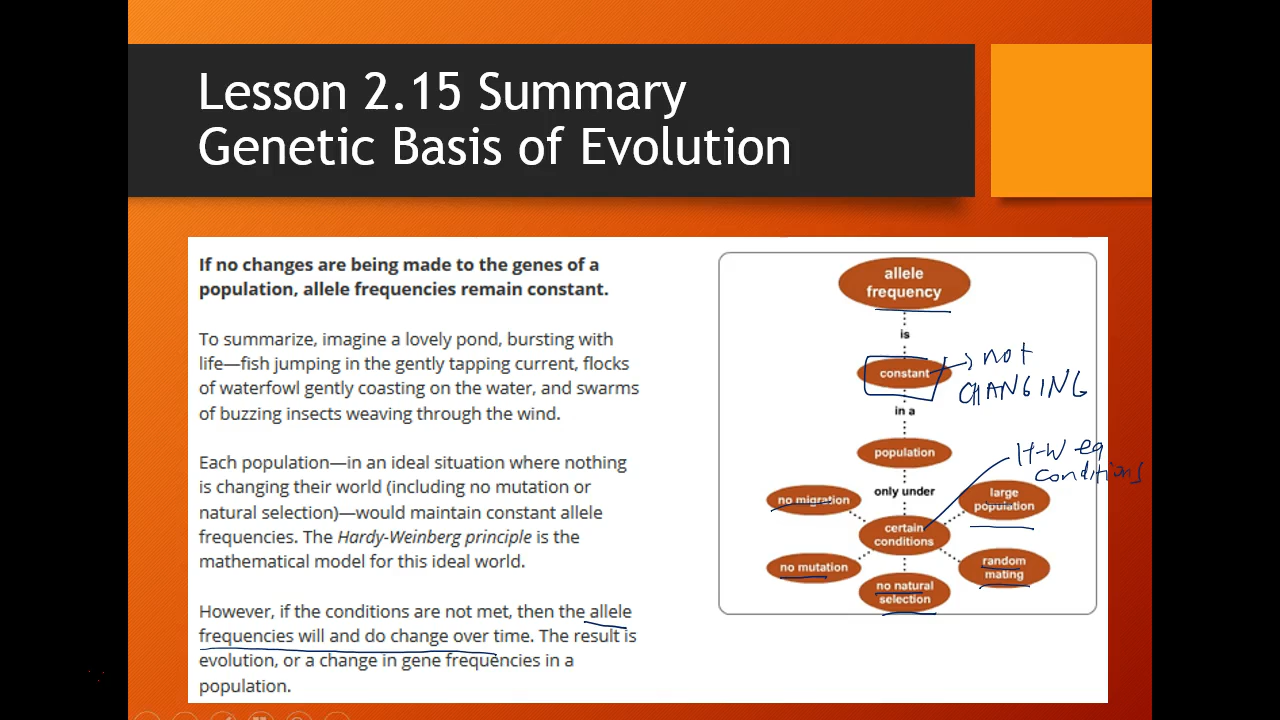 Lesson 2.15 Summary
Genetic Basis of Evolution
If no changes are being made to the genes of a
population, allele frequencies remain constant.
To summarize, imagine a lovely pond, bursting with
life—fish jumping in the gently tapping current, flocks
of waterfowl gently coasting on the water, and swarms
of buzzing insects weaving through the wind.
Each population—in an ideal situation where nothing
is changing their world (including no mutation or
natural selection)—would maintain constant allele
frequencies. The Hardy-Weinberg principle is the
mathematical model for this ideal world.
However, if the conditions are not met, then the allele
frequencies will and do change over time. The result is
evolution, or a change in gene frequencies in a
population.
allele
frequency
is
constant
not
CHANGING
in a
population
H-W eq
conditions
only under
no migration
large
population
certain
conditions
no mutation
random
mating
no natural
selection